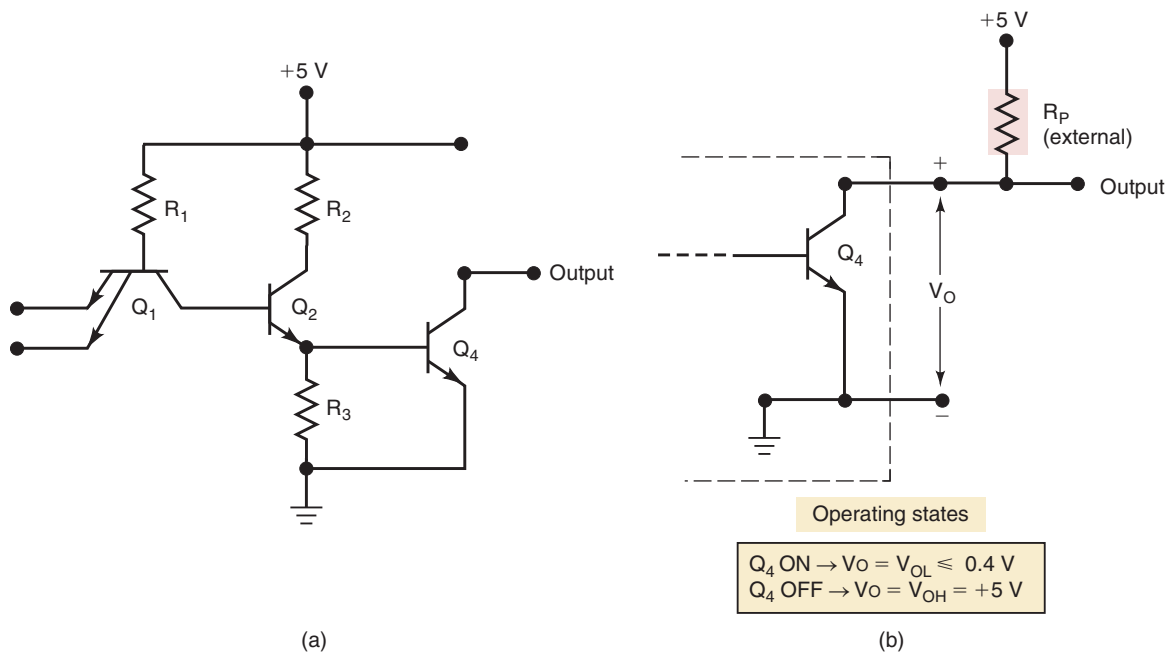 +5 V
R1
R2
Q1
Q2
Output
Q4
R3
(a)
+5 V
RP
(external)
+
Output
Q4
VO
−
Operating states
Q4 ON → VO = VOL ≤ 0.4 V
Q4 OFF → VO = VOH = +5 V
(b)